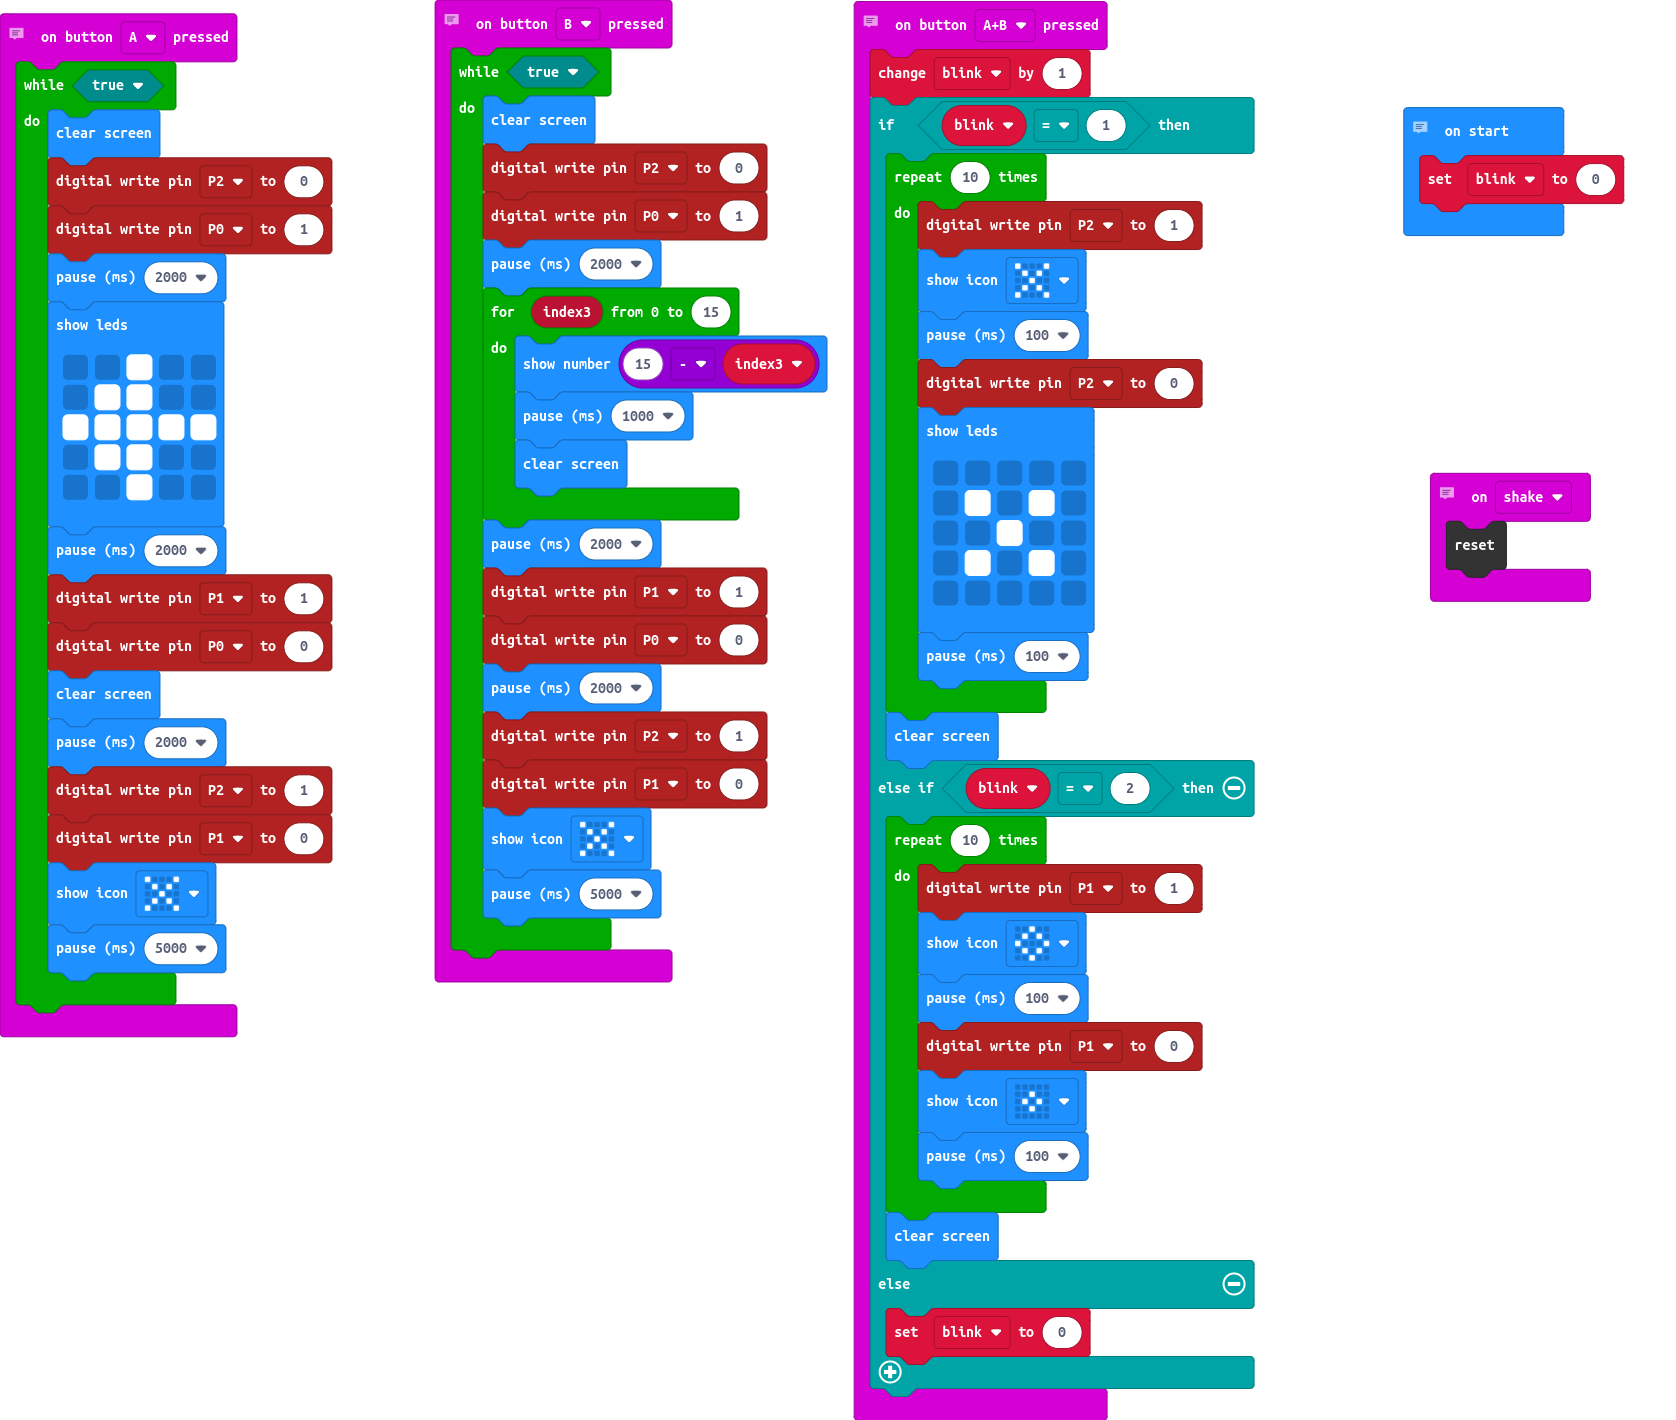 on button A pressed
while true
do
clear screen
digital write pin P2 to 0
digital write pin P0 to 1
pause (ms) 2000
show leds
pause (ms) 2000
digital write pin P1 to 1
digital write pin P0 to 0
clear screen
pause (ms) 2000
digital write pin P2 to 1
digital write pin P1 to 0
show icon
pause (ms) 5000
on button B pressed
while true
do
clear screen
digital write pin P2 to 0
digital write pin P0 to 1
pause (ms) 2000
for index3 from 0 to 15
do
show number 15 - index3
pause (ms) 1000
clear screen
pause (ms) 2000
digital write pin P1 to 1
digital write pin P0 to 0
pause (ms) 2000
digital write pin P2 to 1
digital write pin P1 to 0
show icon
pause (ms) 5000
on button A+B pressed
change blink by 1
if blink = 1 then
repeat 10 times
do
digital write pin P2 to 1
show icon
pause (ms) 100
digital write pin P2 to 0
show leds
pause (ms) 100
clear screen
else if blink = 2 then
repeat 10 times
do
digital write pin P1 to 1
show icon
pause (ms) 100
digital write pin P1 to 0
show icon
pause (ms) 100
clear screen
else
set blink to 0
on start
set blink to 0
on shake
reset